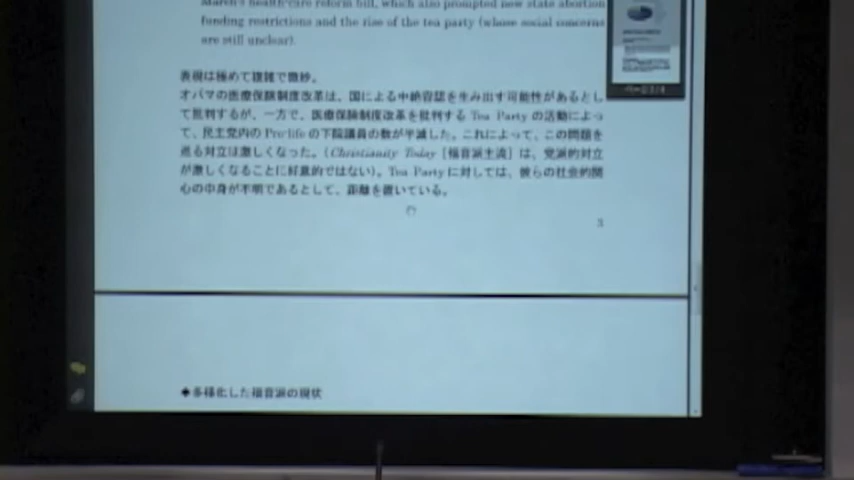 March's health-care reform bill, which also prompted new state abortion
funding restrictions and the rise of the tea party (whose social concerns
are still unclear).
表現は極めて複雑で微妙。
オバマの医療保険制度改革は、国による中絶容認を生み出す可能性があるとし
て批判するが、一方で、医療保険制度改革を批判する Tea Party の活動によっ
て、民主党内の Pro-life の下院議員の数が半減した。これによって、この問題を
巡る対立は激しくなった。(Christianity Today [福音派主流] は、党派的対立
が激しくなることに好意的ではない)。Tea Party に対しては、彼らの社会的関
心の中身が不明であるとして、距離を置いている。
3
◆多様化した福音派の現状